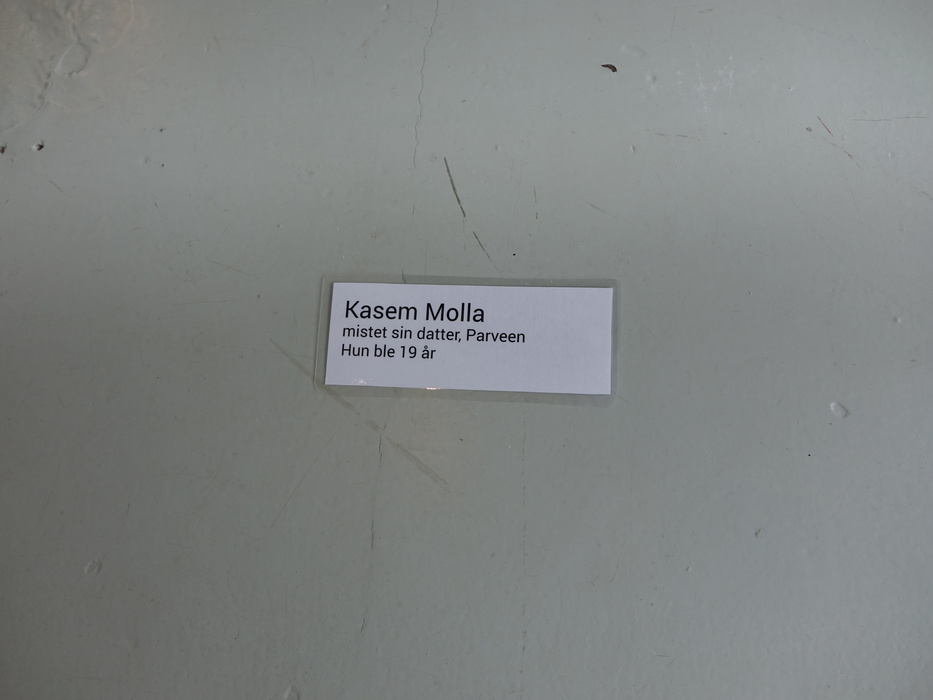 Kasem Molla
mistet sin datter, Parveen
Hun ble 19 år